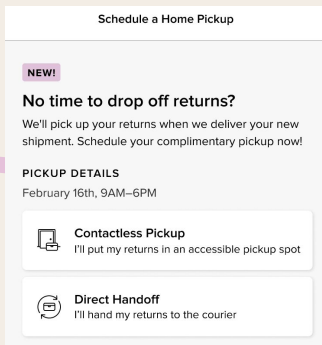 Schedule a Home Pickup
NEW!
No time to drop off returns?
We'll pick up your returns when we deliver your new
shipment. Schedule your complimentary pickup now!
PICKUP DETAILS
February 16th, 9AM–6PM
Contactless Pickup
I'll put my returns in an accessible pickup spot
Direct Handoff
I'll hand my returns to the courier